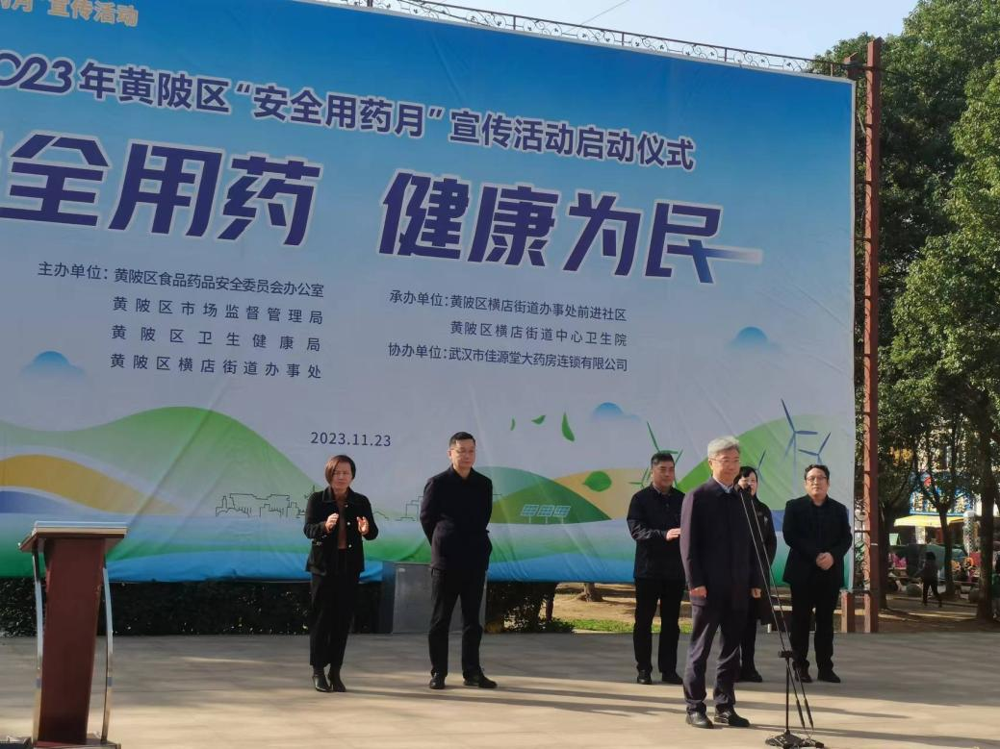 月”宣传活动
2023年黄陂区“安全用药月”宣传活动启动仪式
全用药 健康为民
主办单位：黄陂区食品药品安全委员会办公室
黄陂区市场监督管理局
黄陂区卫生健康局
黄陂区横店街道办事处
承办单位：黄陂区横店街道办事处前进社区
黄陂区横店街道中心卫生院
协办单位：武汉市佳源堂大药房连锁有限公司
2023.11.23